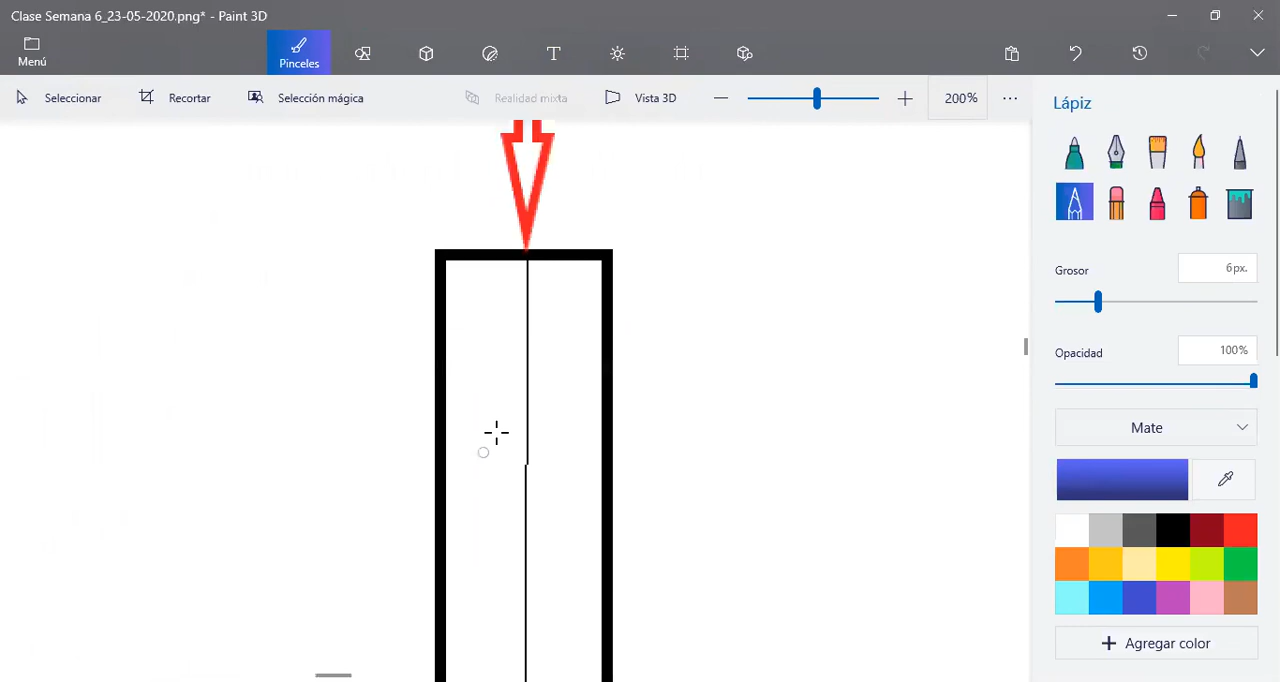 Clase Semana 6_23-05-2020.png* - Paint 3D
Menú
Pinceles
T
Seleccionar
Recortar
Selección mágica
Realidad mixta
Vista 3D
200%
Lápiz
Grosor
6px.
Opacidad
100%
Mate
Agregar color